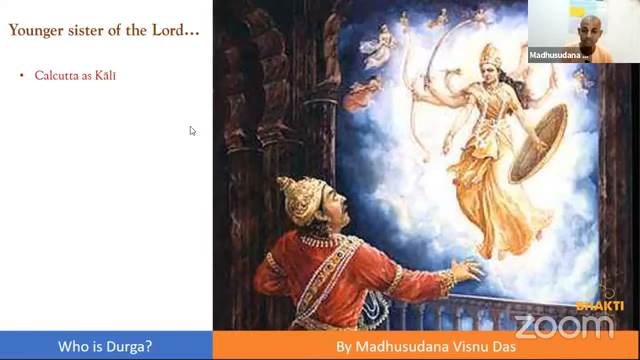 Younger sister of the Lord…
• Calcutta as Kālī
Madhusudana
BHAKTI
zoom
Who is Durga?
By Madhusudana Visnu Das